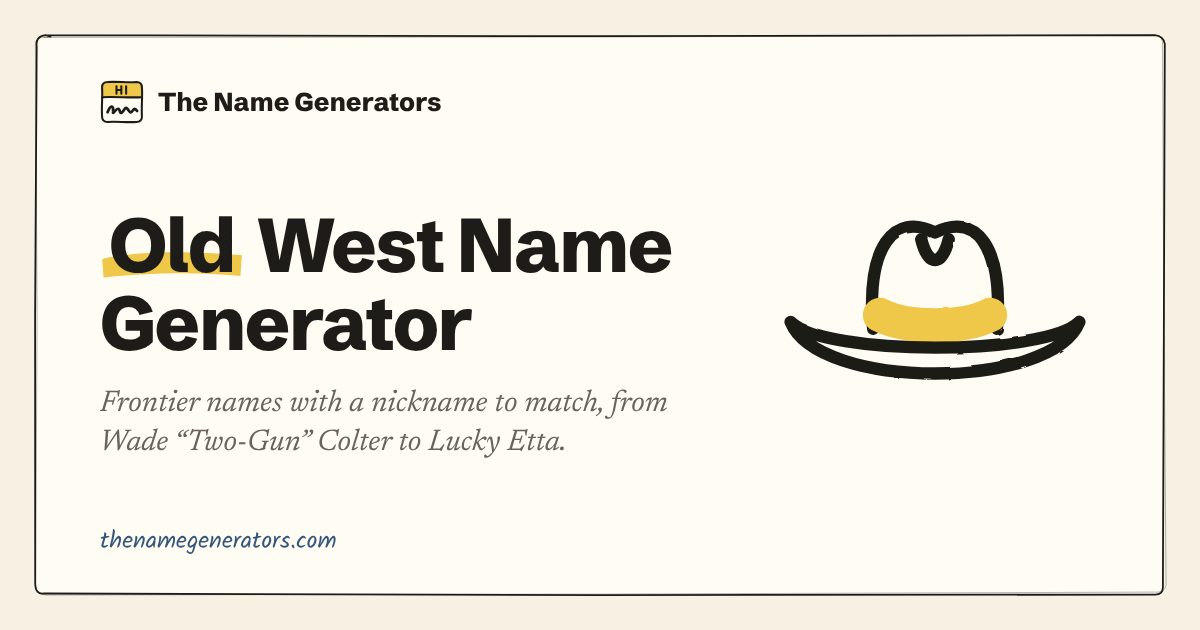 HI
The Name Generators
Old West Name
Generator
Frontier names with a nickname to match, from
Wade “Two-Gun” Colter to Lucky Etta.
thenamegenerators.com